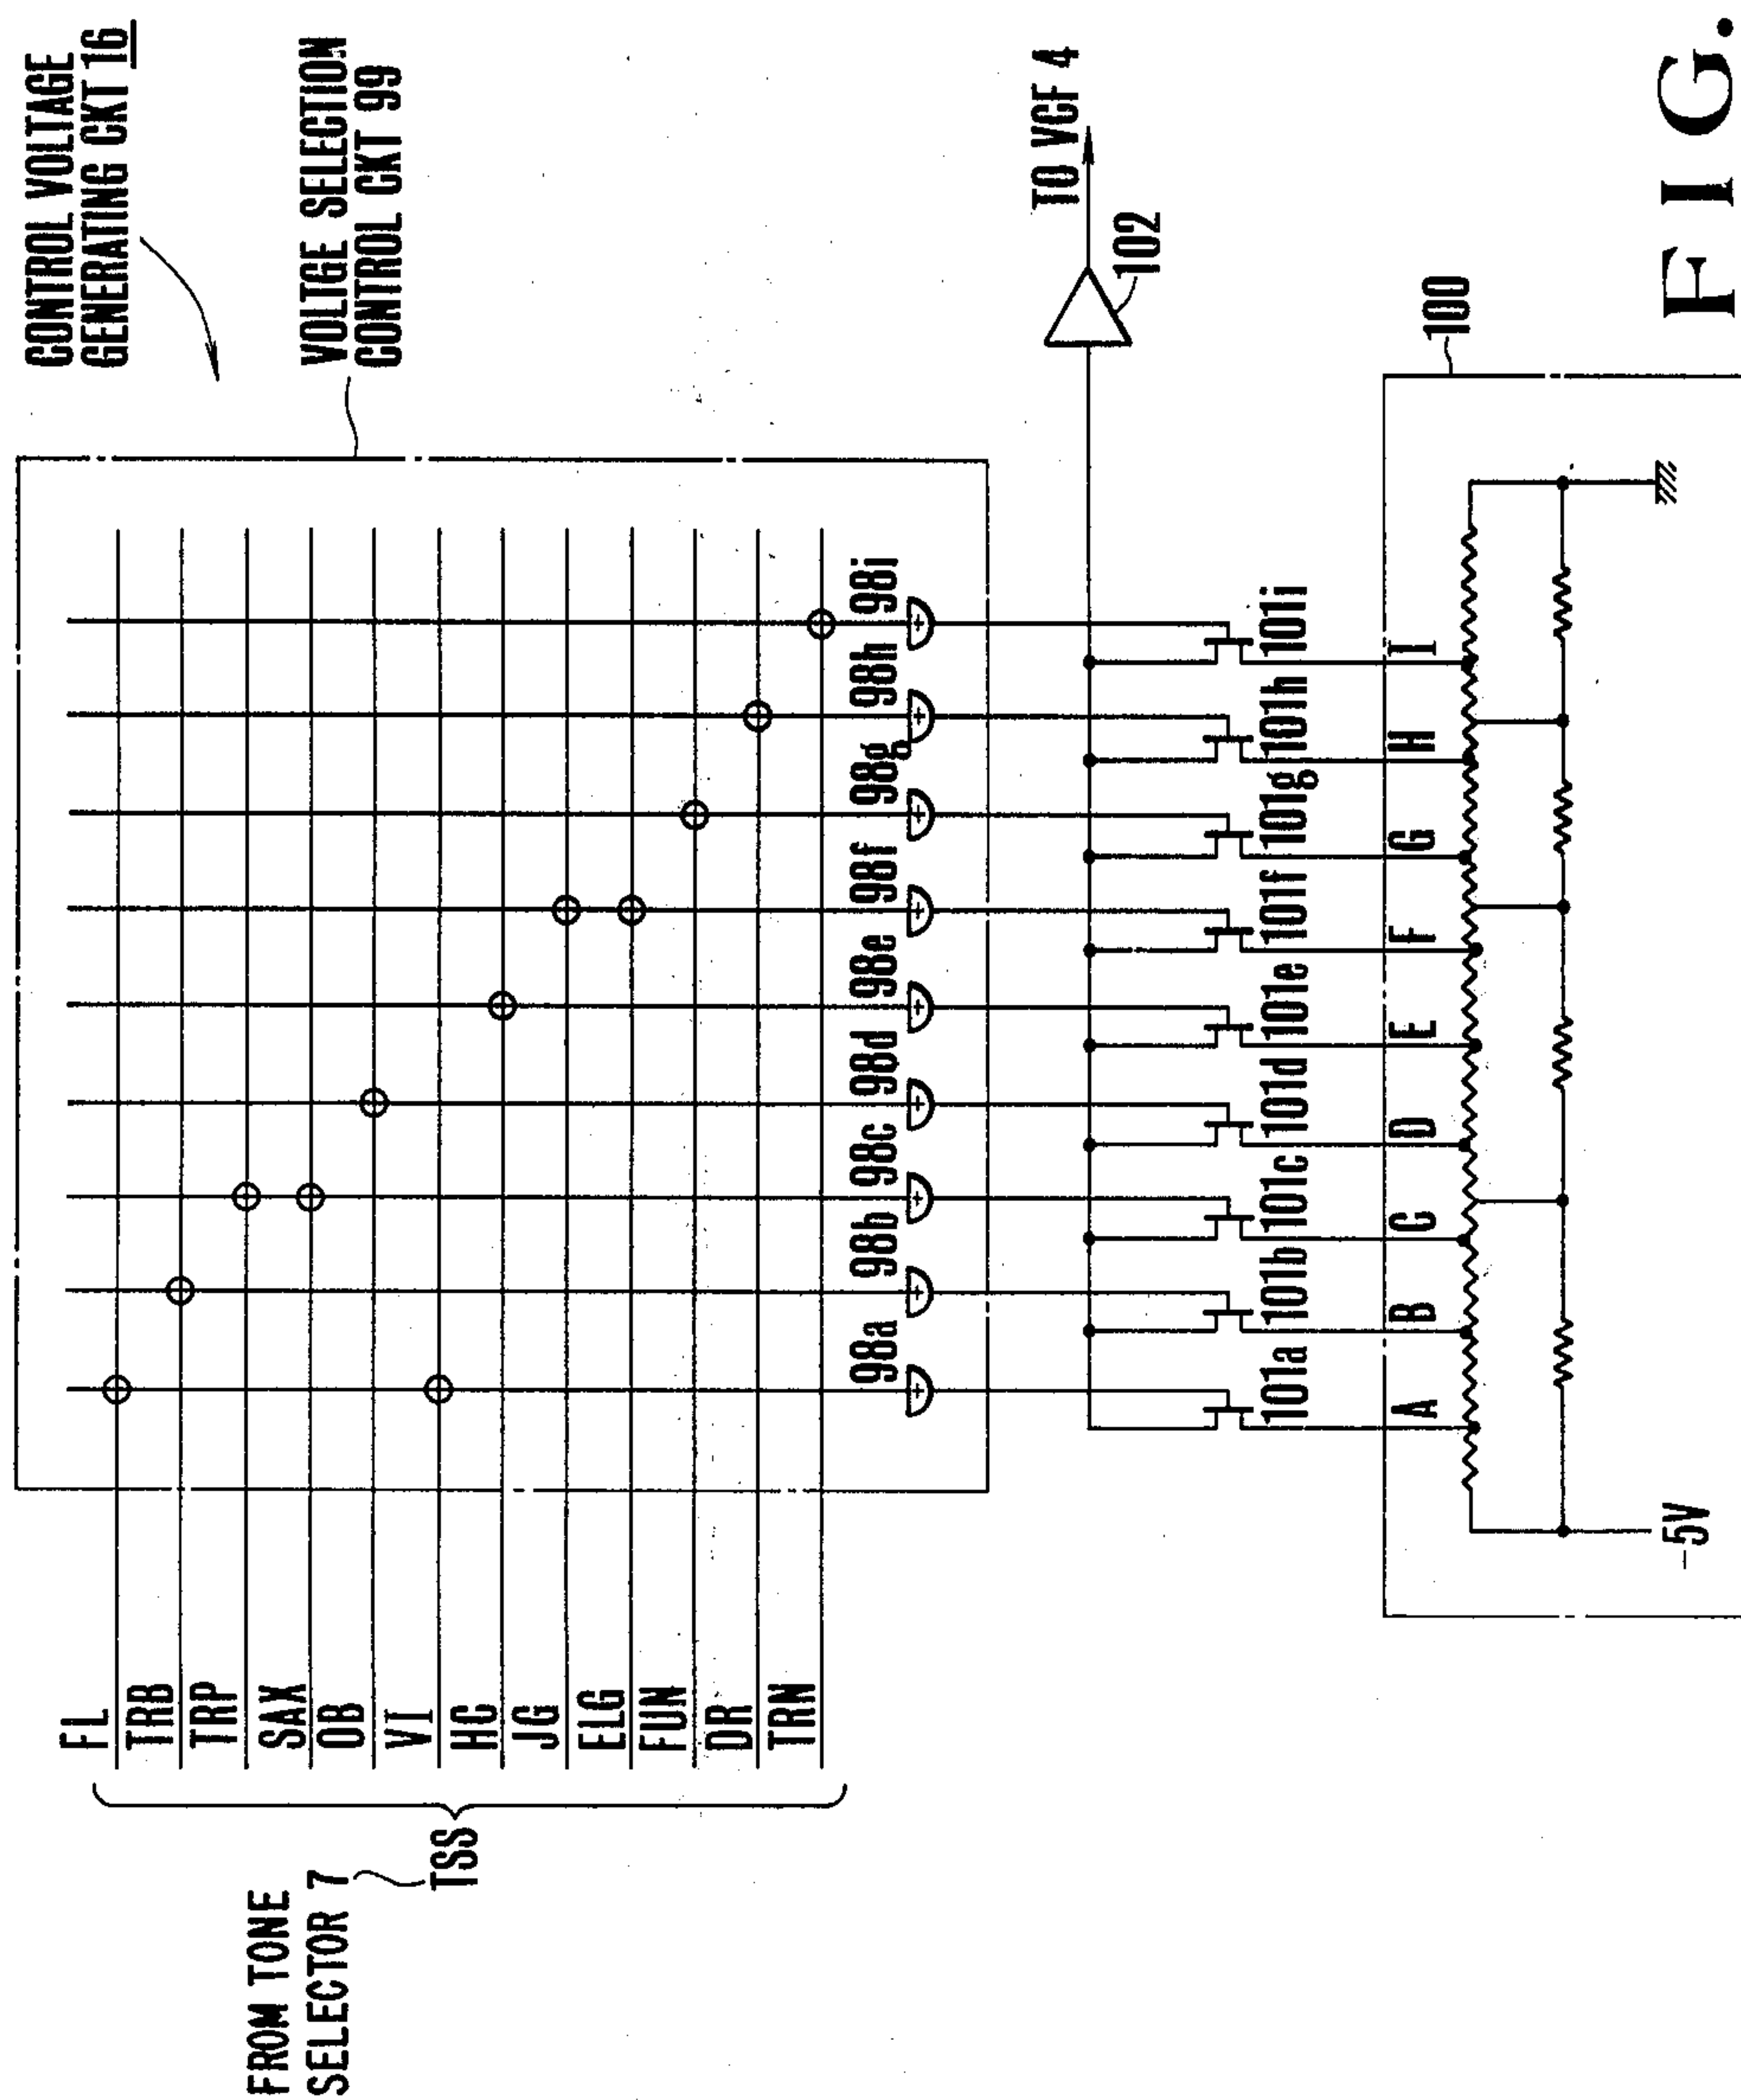 CONTROL VOLTAGE
GENERATING CKT 16
VOLTGE SELECTION
CONTROL CKT 99
FROM TONE
SELECTOR 7
TSS
FL
TRB
TRP
SAX
OB
VI
HC
JG
ELG
FUN
DR
TRN
98a
98b
98c
98d
98e
98f
98g
98h
98i
TO VCF 4
102
101a
101b
101c
101d
101e
101f
101g
101h
101i
A
B
C
D
E
F
G
H
I
100
-5V
FIG.